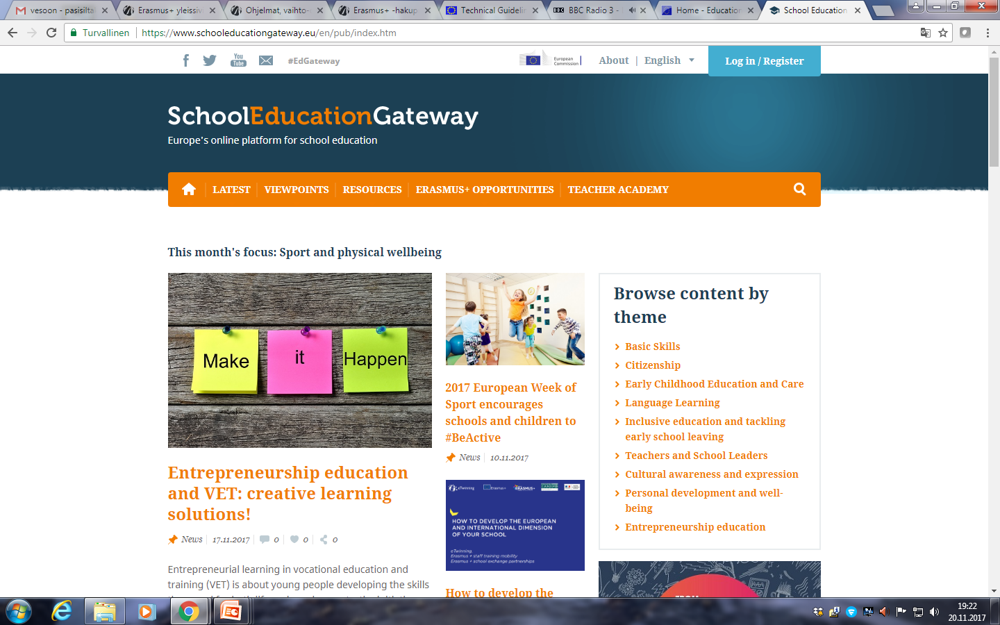 vesoon - pasisilta
Erasmus+ yleissiv
Ohjelmat, vaihto-
Erasmus+ -hakup
Technical Guideli
BBC Radio 3 -
Home - Education
School Education
Turvallinen
https://www.schooleducationgateway.eu/en/pub/index.htm
You Tube
#EdGateway
European Commission
About | English
Log in / Register
SchoolEducationGateway
Europe's online platform for school education
LATEST
VIEWPOINTS
RESOURCES
ERASMUS+ OPPORTUNITIES
TEACHER ACADEMY
This month's focus: Sport and physical wellbeing
Make it Happen
Entrepreneurship education
and VET: creative learning
solutions!
News 17.11.2017 0 0 0
Entrepreneurial learning in vocational education and
training (VET) is about young people developing the skills
2017 European Week of
Sport encourages
schools and children to
#BeActive
News 10.11.2017
eTwinning Erasmus+ ERASMUS+
HOW TO DEVELOP THE EUROPEAN
AND INTERNATIONAL DIMENSION
OF YOUR SCHOOL
eTwinning,
Erasmus + staff training mobility
Erasmus + school exchange partnerships
How to develop the
Browse content by
theme
Basic Skills
Citizenship
Early Childhood Education and Care
Language Learning
Inclusive education and tackling
early school leaving
Teachers and School Leaders
Cultural awareness and expression
Personal development and well-
being
Entrepreneurship education
FROM
19:22
20.11.2017